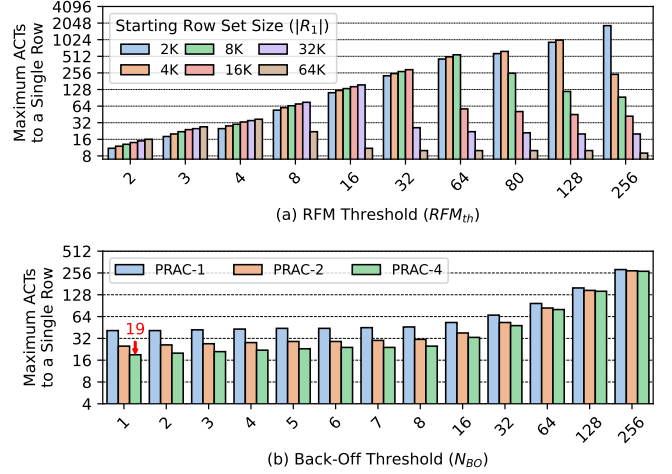 4096
2048
1024
512
256
128
64
32
16
8
Maximum ACTs
to a Single Row
Starting Row Set Size (|R1|)
2K 8K 32K
4K 16K 64K
2 3 4 8 16 32 64 80 128 256
(a) RFM Threshold (RFMth)
512
256
128
64
32
16
8
4
Maximum ACTs
to a Single Row
PRAC-1 PRAC-2 PRAC-4
19
1 2 3 4 5 6 7 8 16 32 64 128 256
(b) Back-Off Threshold (NBO)